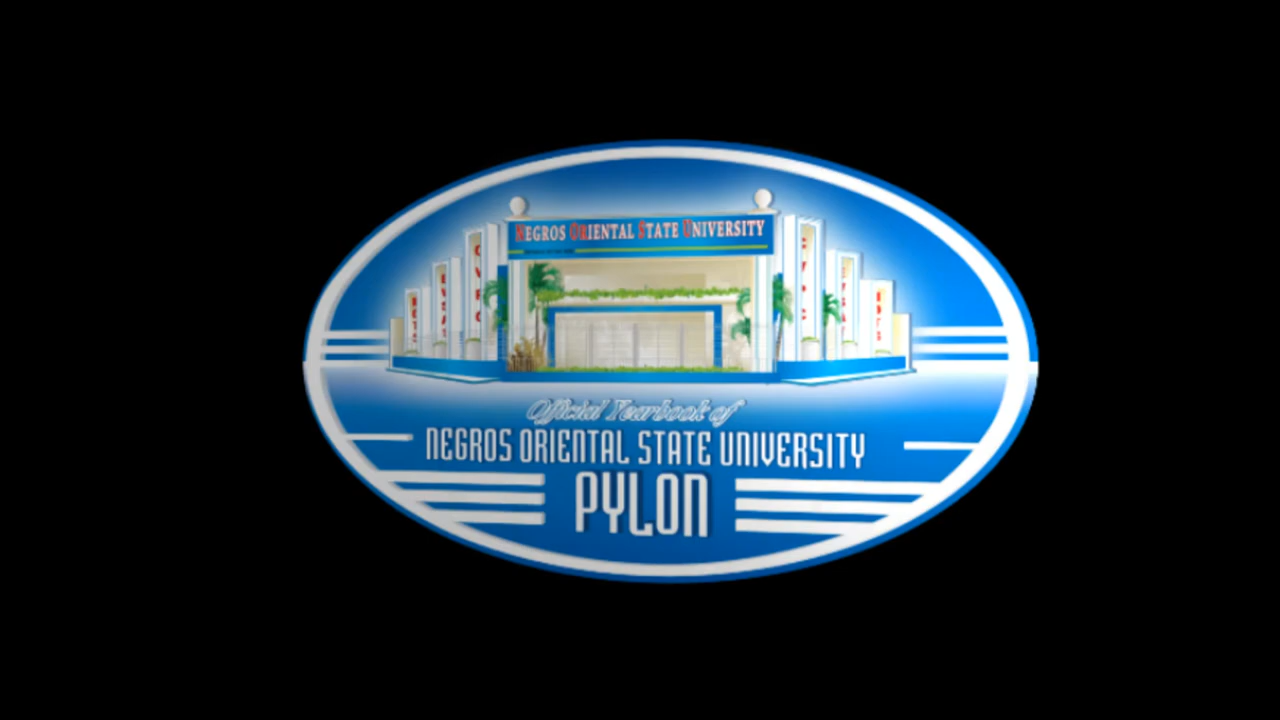 NEGROS ORIENTAL STATE UNIVERSITY
Official Yearbook of
NEGROS ORIENTAL STATE UNIVERSITY
PYLON